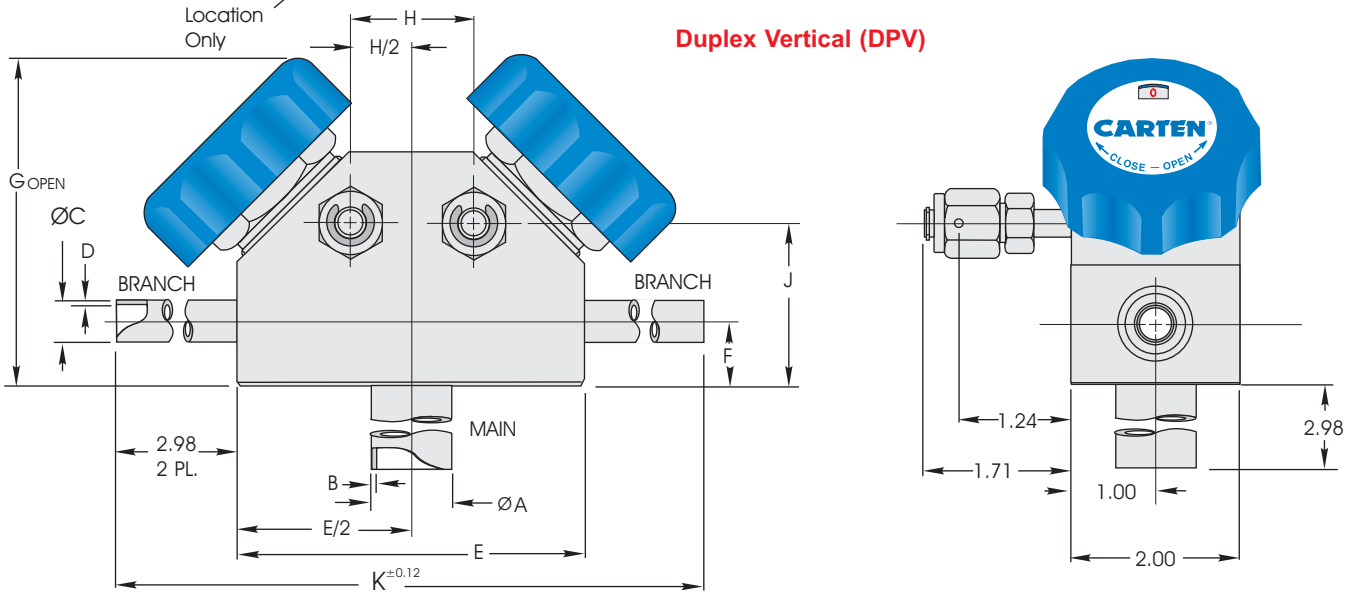 Location
Only
H
H/2
Duplex Vertical (DPV)
G OPEN
ØC
D
BRANCH
BRANCH
J
F
MAIN
2.98
2 PL.
B
ØA
E/2
E
K ±0.12
0
CARTEN®
CLOSE — OPEN
1.24
1.71
1.00
2.00
2.98